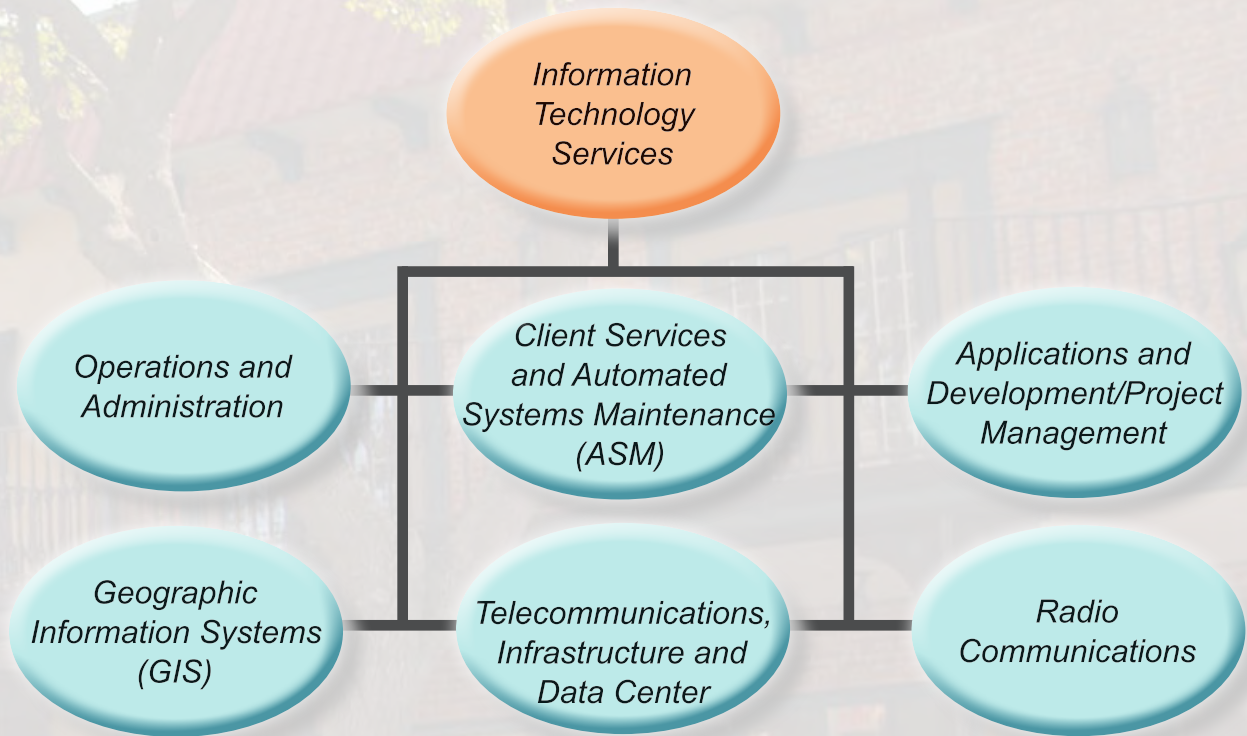 Information
Technology
Services
Operations and
Administration
Client Services
and Automated
Systems Maintenance
(ASM)
Applications and
Development/Project
Management
Geographic
Information Systems
(GIS)
Telecommunications,
Infrastructure and
Data Center
Radio
Communications